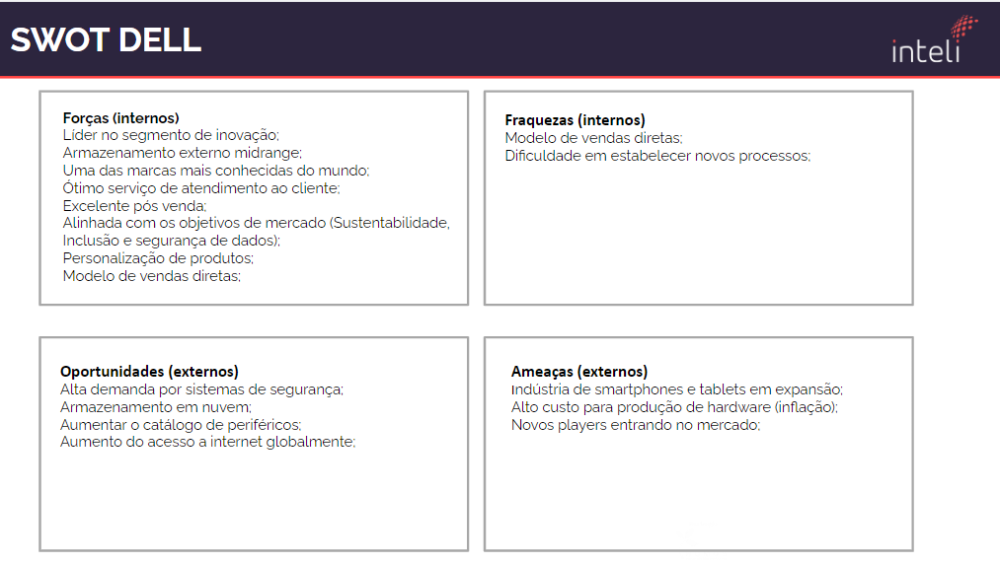 SWOT DELL
inteli
Forças (internos)
Líder no segmento de inovação;
Armazenamento externo midrange;
Uma das marcas mais conhecidas do mundo;
Ótimo serviço de atendimento ao cliente;
Excelente pós venda;
Alinhada com os objetivos de mercado (Sustentabilidade,
Inclusão e segurança de dados);
Personalização de produtos;
Modelo de vendas diretas;
Fraquezas (internos)
Modelo de vendas diretas;
Dificuldade em estabelecer novos processos;
Oportunidades (externos)
Alta demanda por sistemas de segurança;
Armazenamento em nuvem;
Aumentar o catálogo de periféricos;
Aumento do acesso a internet globalmente;
Ameaças (externos)
Indústria de smartphones e tablets em expansão;
Alto custo para produção de hardware (inflação);
Novos players entrando no mercado;